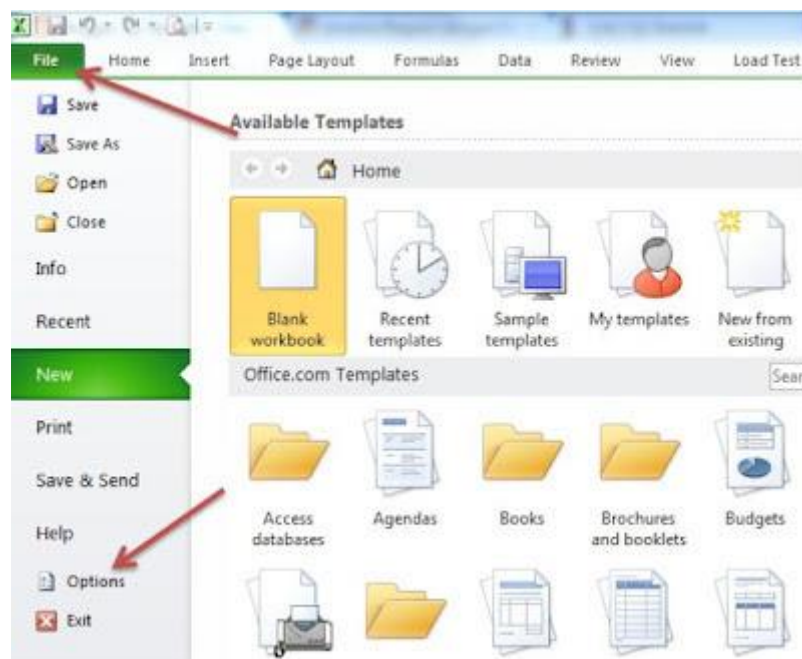 File Home Insert Page Layout Formulas Data Review View Load Test
Save
Save As
Open
Close
Info
Recent
New
Print
Save & Send
Help
Options
Exit
Available Templates
Home
Blank workbook
Recent templates
Sample templates
My templates
New from existing
Office.com Templates
Sear
Access databases
Agendas
Books
Brochures and booklets
Budgets